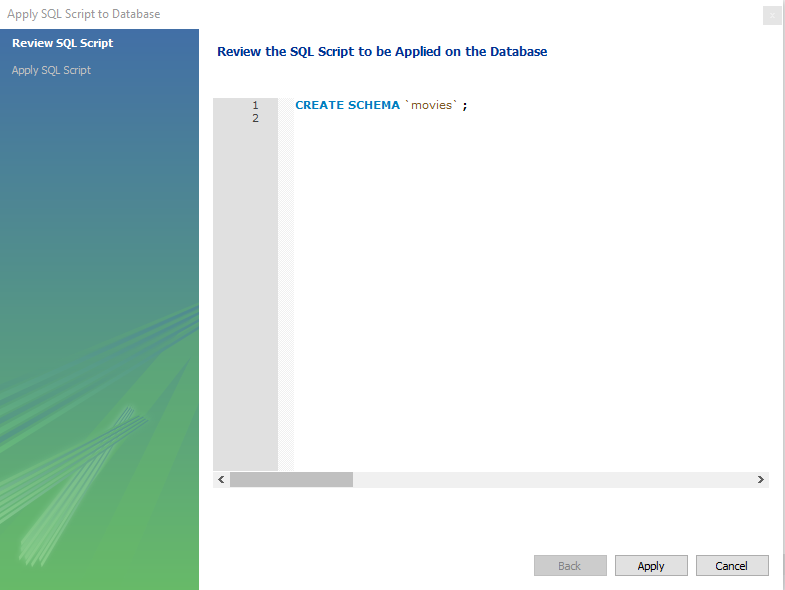 Apply SQL Script to Database
Review SQL Script
Apply SQL Script
Review the SQL Script to be Applied on the Database
1 CREATE SCHEMA `movies` ;
2
Back Apply Cancel